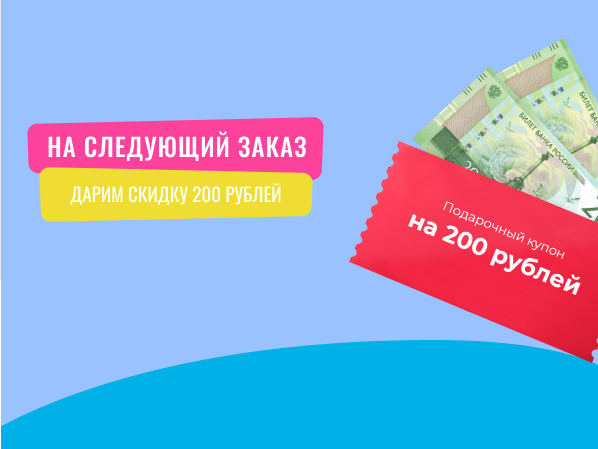 НА СЛЕДУЮЩИЙ ЗАКАЗ
ДАРИМ СКИДКУ 200 РУБЛЕЙ
БИЛЕТ БАНКА РОССИИ
БИЛЕТ БАНКА РОССИИ
Подарочный купон
на 200 рублей